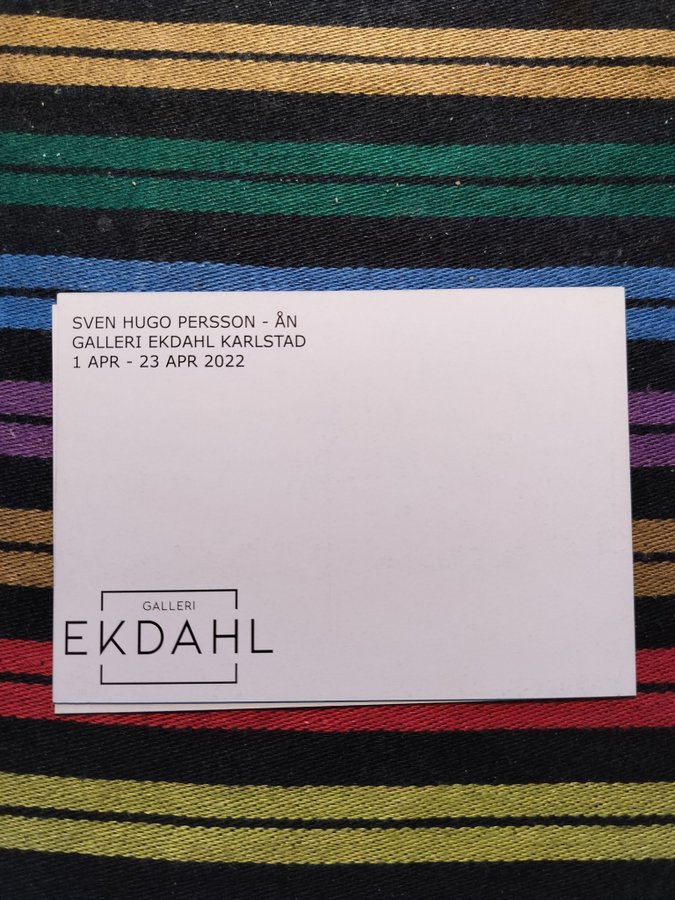 SVEN HUGO PERSSON - ÅN
GALLERI EKDAHL KARLSTAD
1 APR - 23 APR 2022
GALLERI
EKDAHL